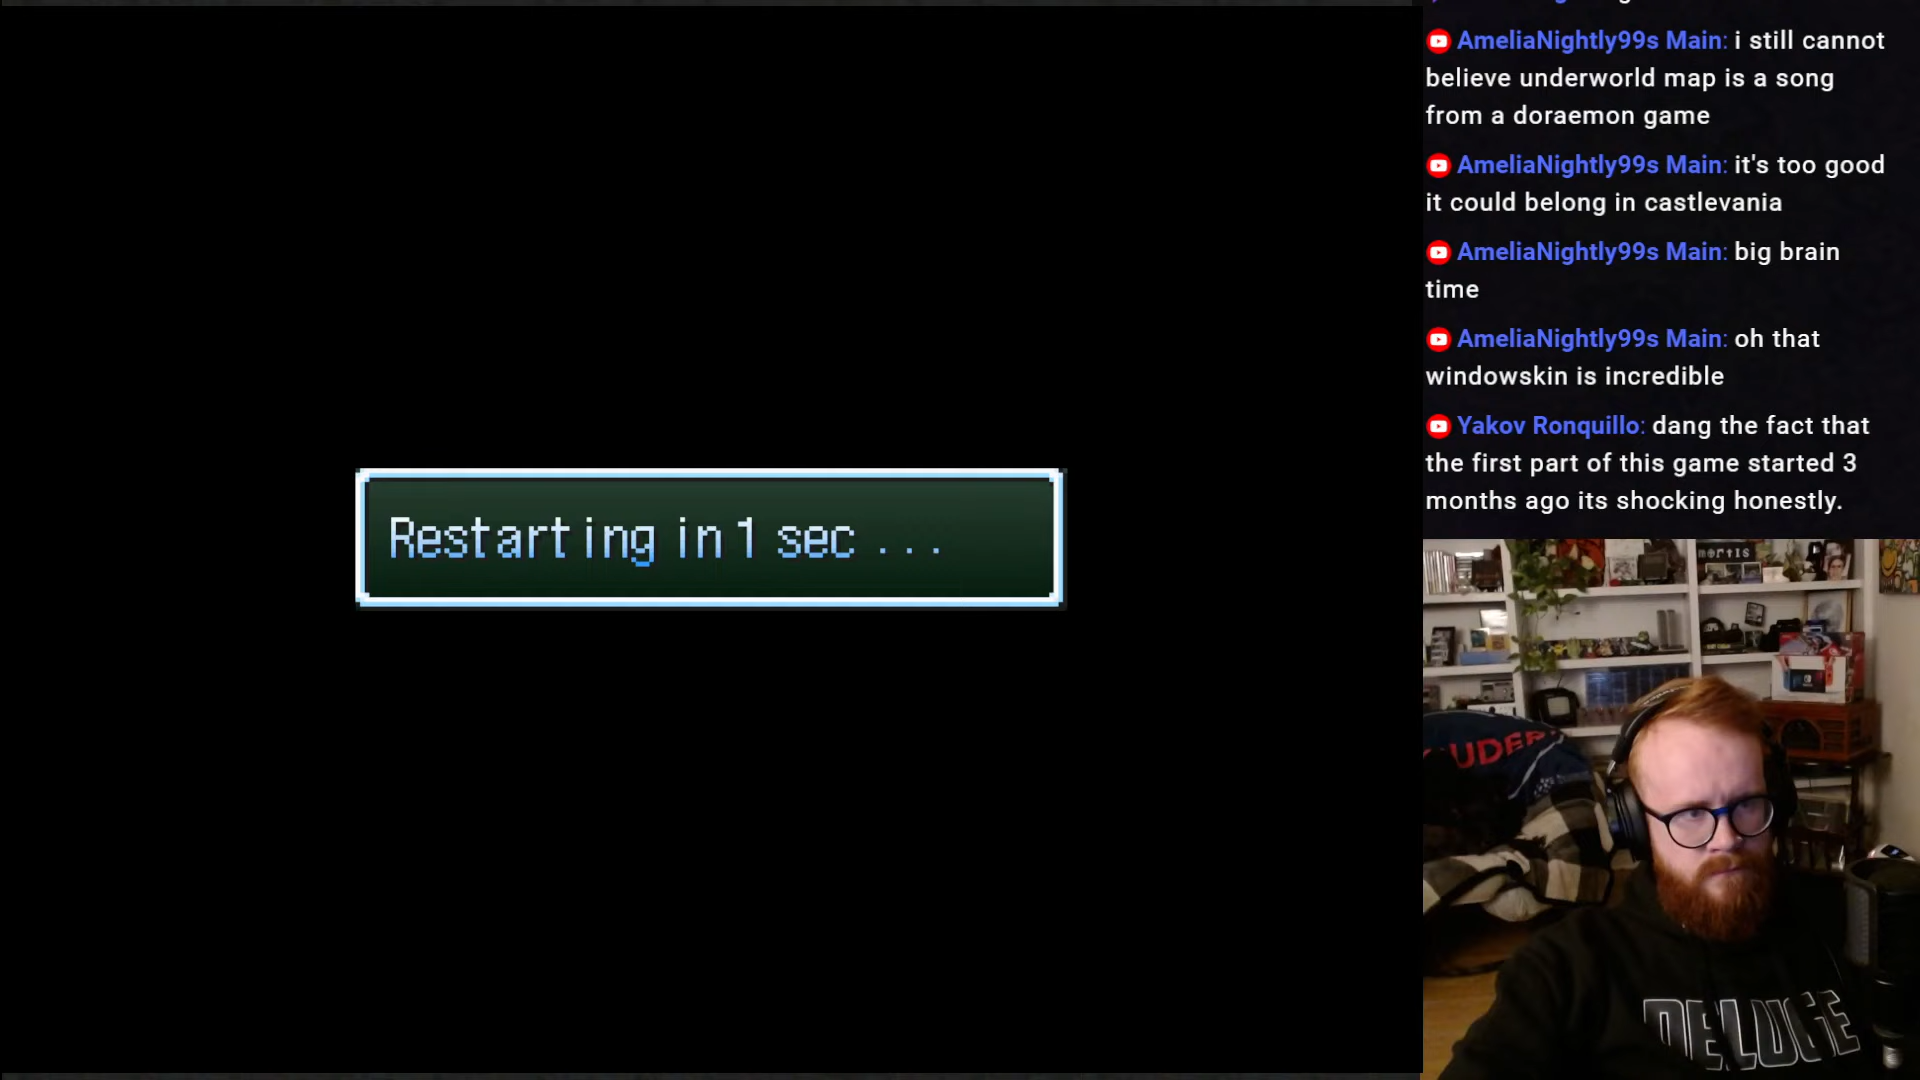 AmeliaNightly99s Main: i still cannot
believe underworld map is a song
from a doraemon game
AmeliaNightly99s Main: it's too good
it could belong in castlevania
AmeliaNightly99s Main: big brain
time
AmeliaNightly99s Main: oh that
windowskin is incredible
Yakov Ronquillo: dang the fact that
the first part of this game started 3
months ago its shocking honestly.
Restarting in 1 sec ...
mortis
UDER
DELUGE